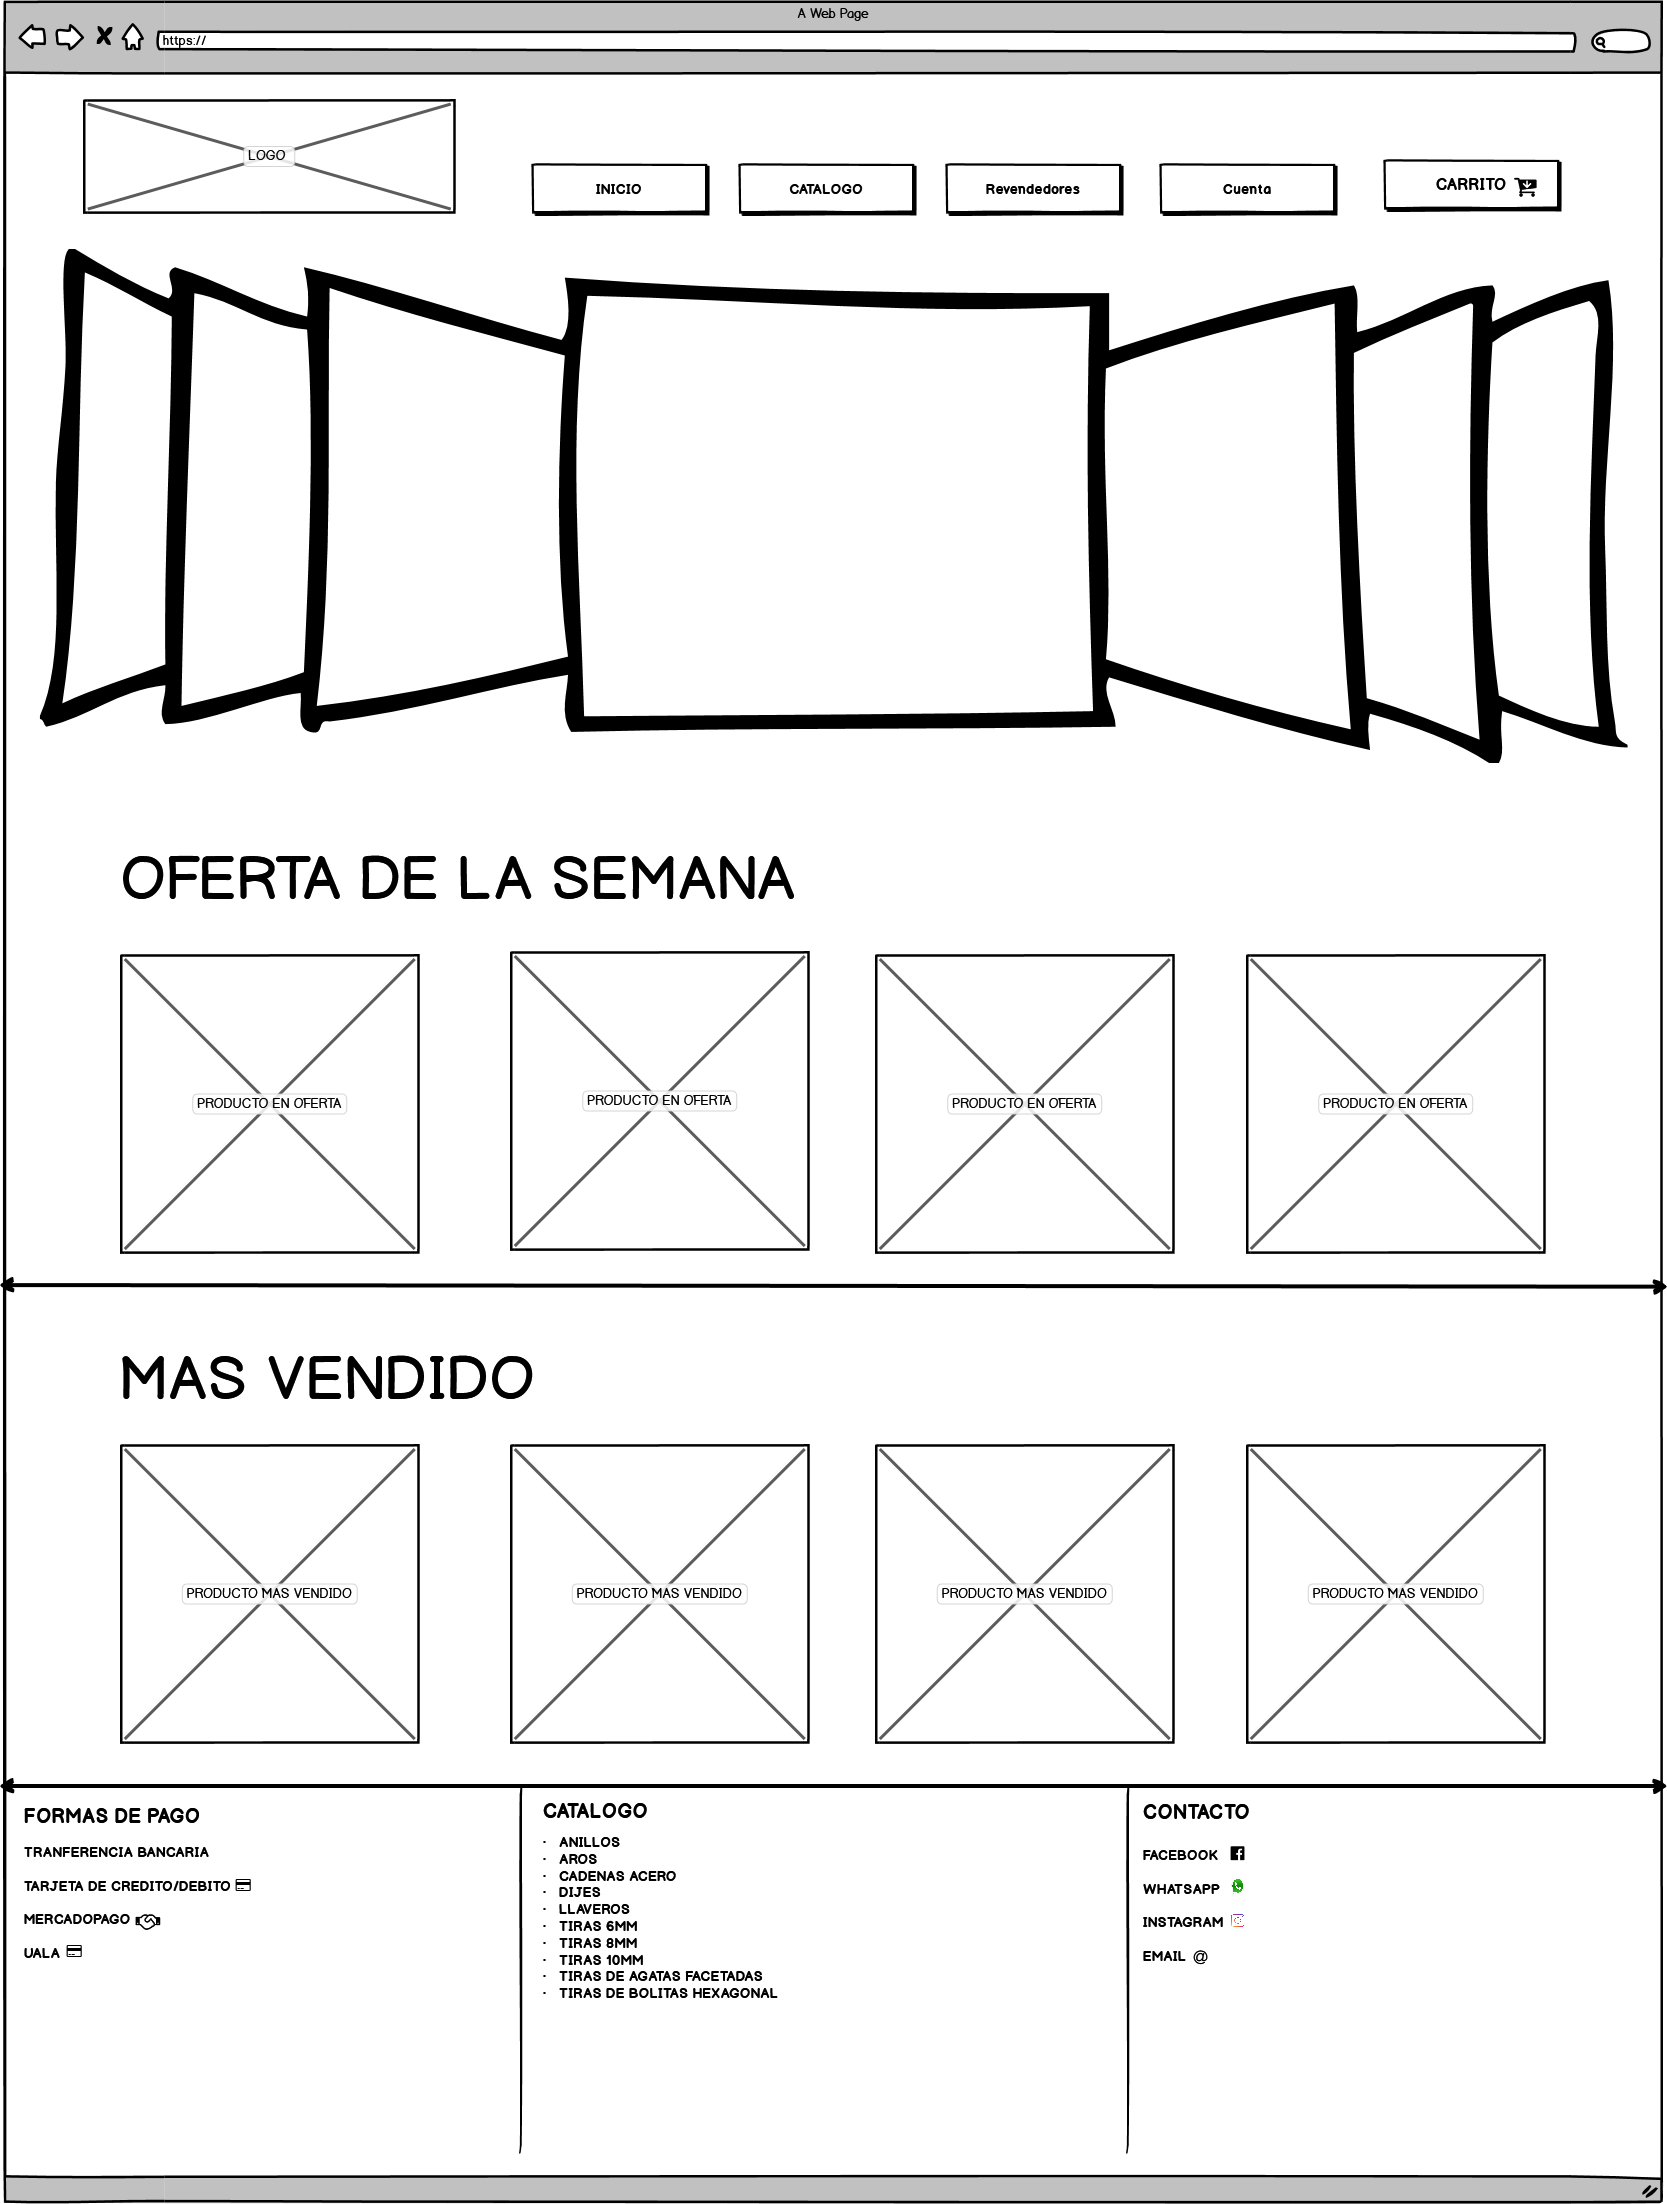 A Web Page
https://
LOGO
INICIO
CATALOGO
Revendedores
Cuenta
CARRITO
OFERTA DE LA SEMANA
PRODUCTO EN OFERTA
PRODUCTO EN OFERTA
PRODUCTO EN OFERTA
PRODUCTO EN OFERTA
MAS VENDIDO
PRODUCTO MAS VENDIDO
PRODUCTO MAS VENDIDO
PRODUCTO MAS VENDIDO
PRODUCTO MAS VENDIDO
FORMAS DE PAGO
TRANFERENCIA BANCARIA
TARJETA DE CREDITO/DEBITO
MERCADOPAGO
UALA
CATALOGO
· ANILLOS
· AROS
· CADENAS ACERO
· DIJES
· LLAVEROS
· TIRAS 6MM
· TIRAS 8MM
· TIRAS 10MM
· TIRAS DE AGATAS FACETADAS
· TIRAS DE BOLITAS HEXAGONAL
CONTACTO
FACEBOOK
WHATSAPP
INSTAGRAM
EMAIL @